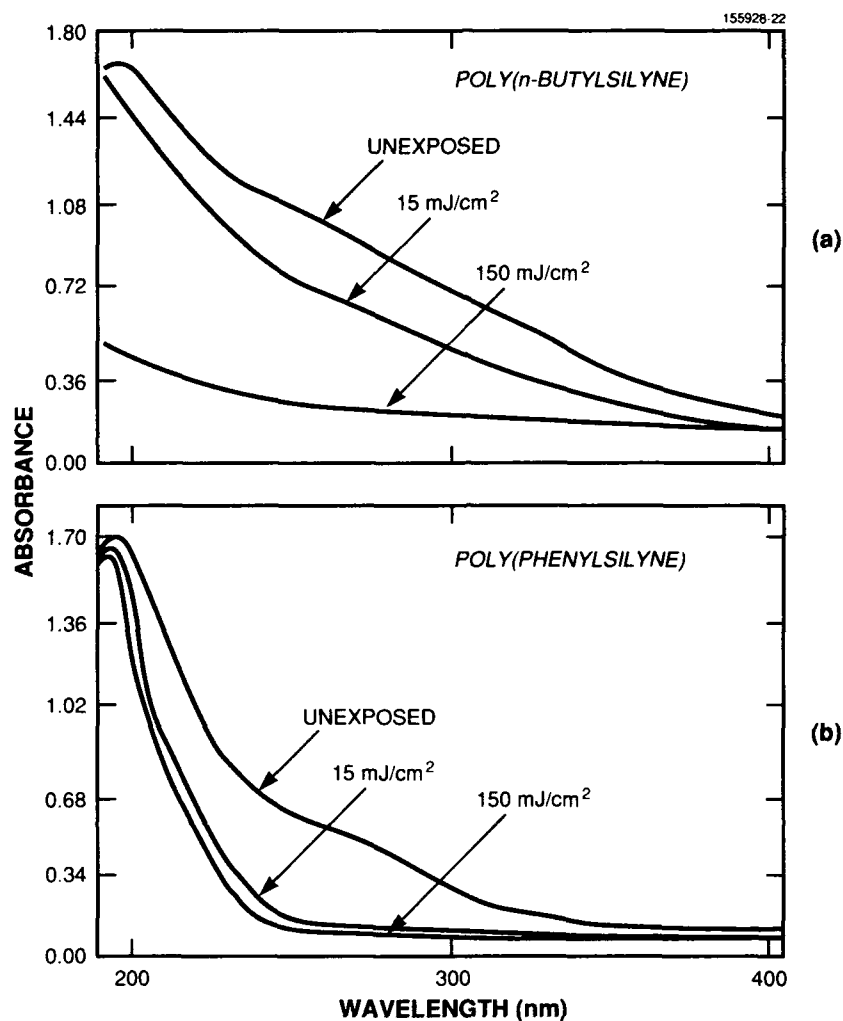 155928-22
1.80
POLY(n-BUTYLSILYNE)
1.44
UNEXPOSED
1.08
15 mJ/cm²
(a)
0.72
150 mJ/cm²
0.36
0.00
ABSORBANCE
1.70
POLY(PHENYLSILYNE)
1.36
1.02
UNEXPOSED
(b)
15 mJ/cm²
0.68
150 mJ/cm²
0.34
0.00
200 300 400
WAVELENGTH (nm)